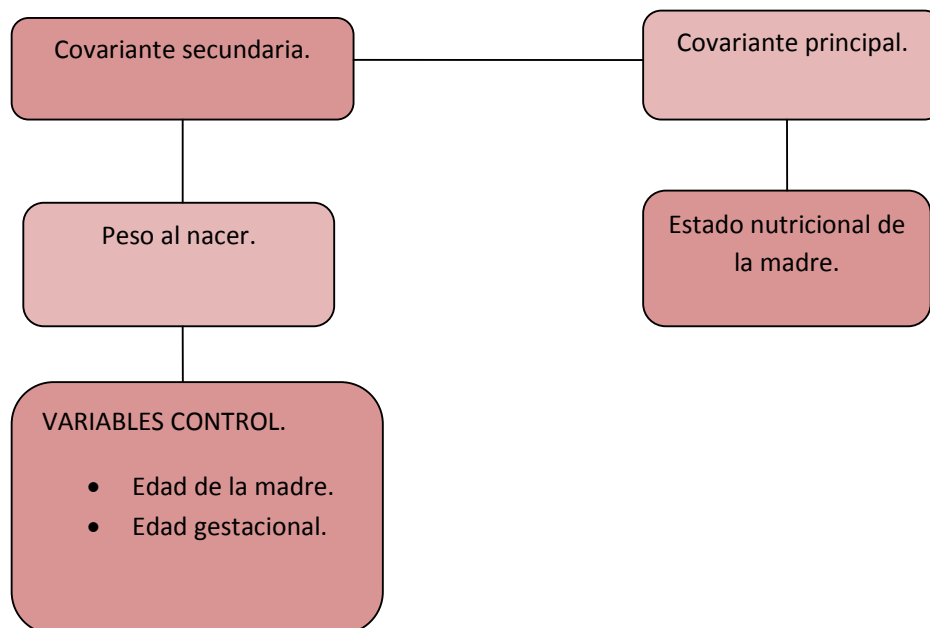 Covariante secundaria.
Covariante principal.
Peso al nacer.
Estado nutricional de
la madre.
VARIABLES CONTROL.
• Edad de la madre.
• Edad gestacional.